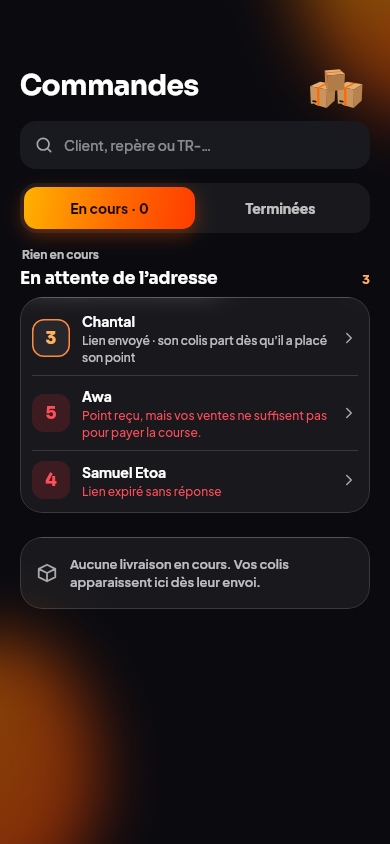 Commandes
Client, repère ou TR-...
En cours · 0
Terminées
Rien en cours
En attente de l'adresse
3
3
Chantal
Lien envoyé · son colis part dès qu'il a placé
son point
5
Awa
Point reçu, mais vos ventes ne suffisent pas
pour payer la course.
4
Samuel Etoa
Lien expiré sans réponse
Aucune livraison en cours. Vos colis
apparaissent ici dès leur envoi.